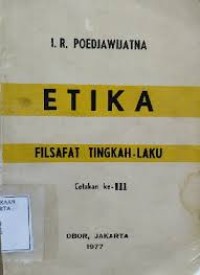 I. R. POEDJAWIJATNA
ETIKA
FILSAFAT TINGKAH-LAKU
Cetakan ke-III
OBOR, JAKARTA
1977